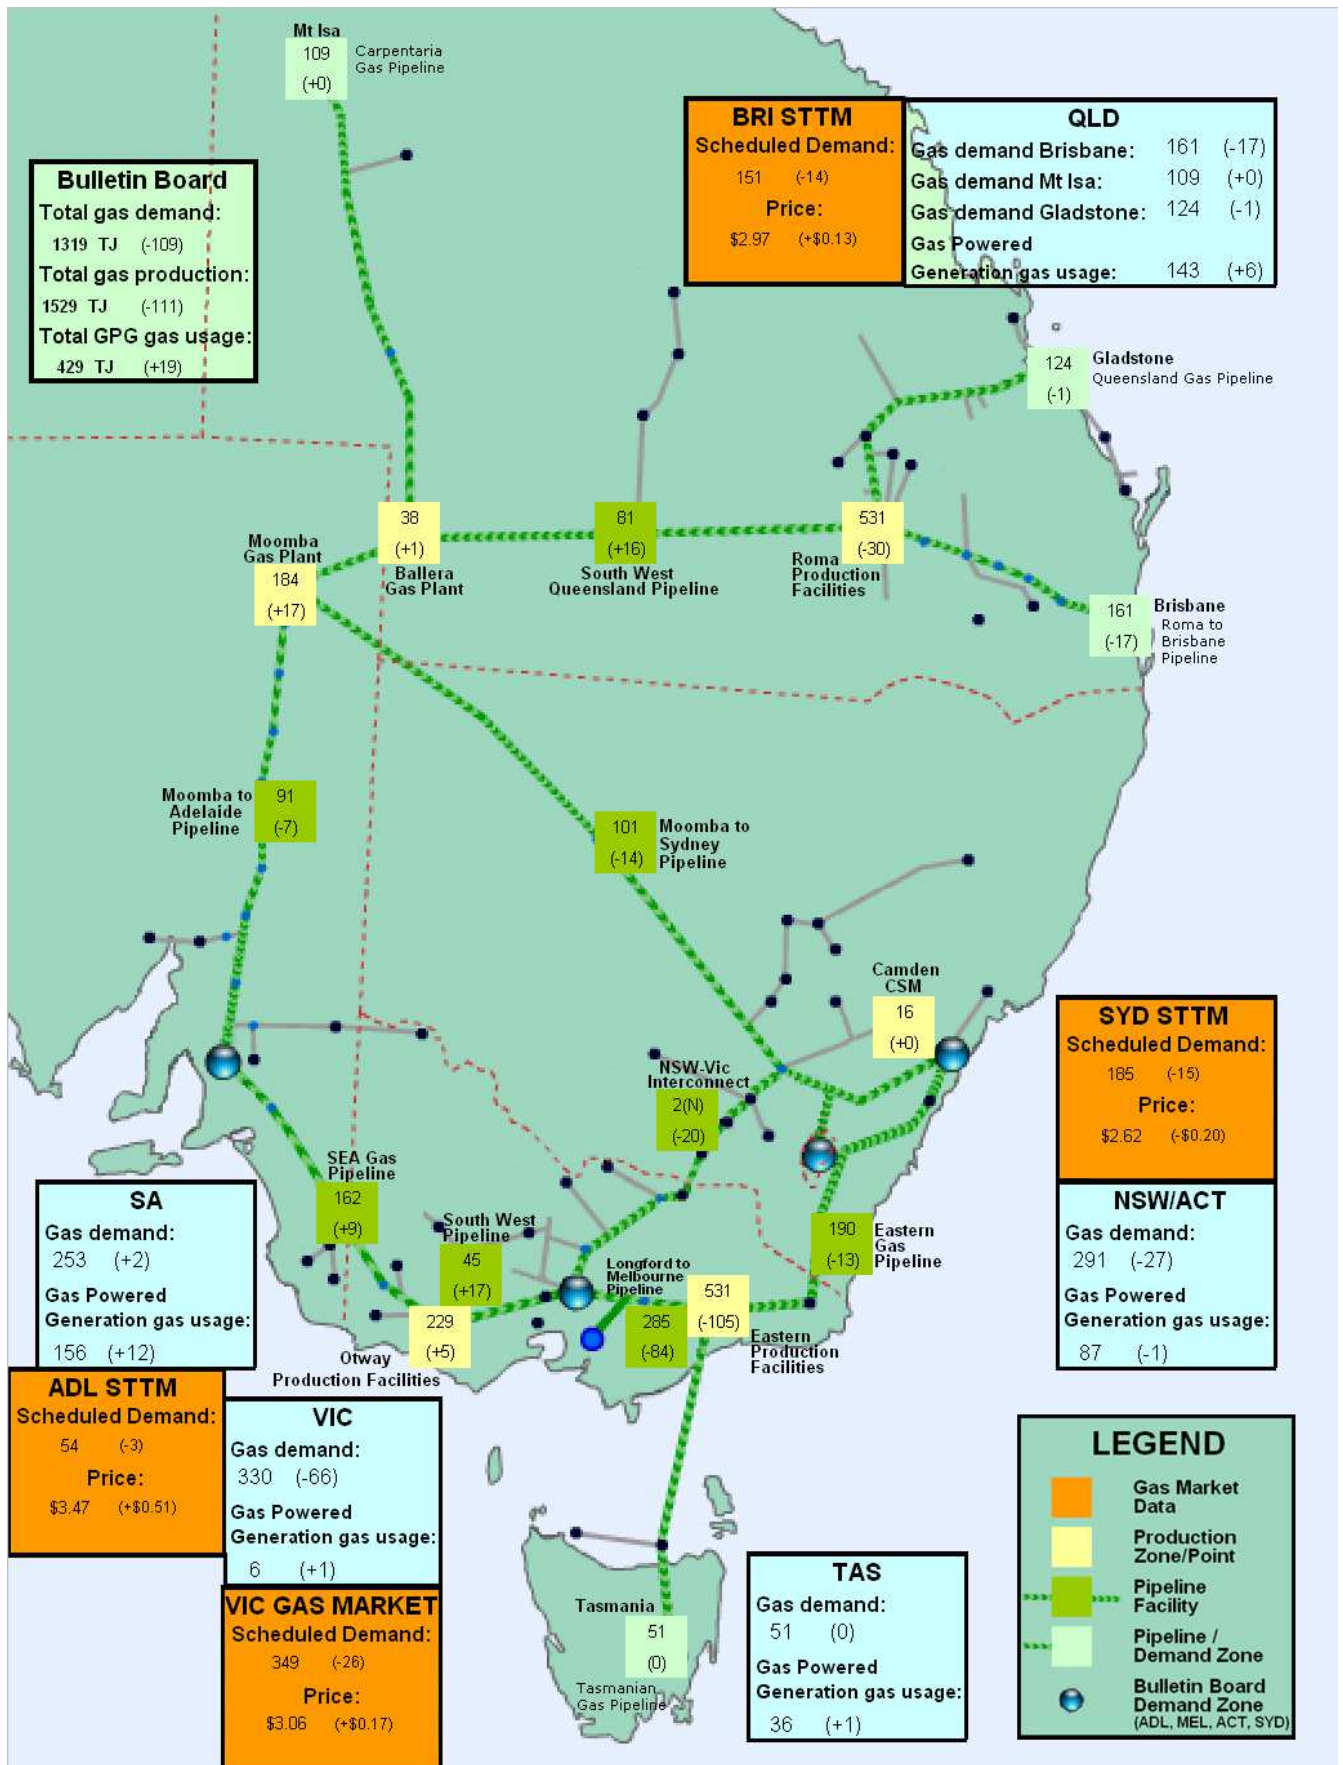 Mt Isa
109
(+0)
Carpentaria
Gas Pipeline
BRI STTM
Scheduled Demand:
151 (-14)
Price:
$2.97 (+$0.13)
QLD
Gas demand Brisbane: 161 (-17)
Gas demand Mt Isa: 109 (+0)
Gas demand Gladstone: 124 (-1)
Gas Powered
Generation gas usage: 143 (+6)
Bulletin Board
Total gas demand:
1319 TJ (-109)
Total gas production:
1529 TJ (-111)
Total GPG gas usage:
429 TJ (+19)
124
(-1)
Gladstone
Queensland Gas Pipeline
38
(+1)
Ballera
Gas Plant
81
(+16)
South West
Queensland Pipeline
531
(-30)
Roma
Production
Facilities
Moomba
Gas Plant
184
(+17)
161
(-17)
Brisbane
Roma to
Brisbane
Pipeline
Moomba to
Adelaide
Pipeline
91
(-7)
101
(-14)
Moomba to
Sydney
Pipeline
Camden
CSM
16
(+0)
NSW-Vic
Interconnect
2(N)
(-20)
SYD STTM
Scheduled Demand:
185 (-15)
Price:
$2.62 (-$0.20)
SEA Gas
Pipeline
162
(+9)
South West
Pipeline
45
(+17)
Longford to
Melbourne
Pipeline
285
(-84)
190
(-13)
Eastern
Gas
Pipeline
531
(-105)
Eastern
Production
Facilities
229
(+5)
Otway
Production Facilities
NSW/ACT
Gas demand:
291 (-27)
Gas Powered
Generation gas usage:
87 (-1)
SA
Gas demand:
253 (+2)
Gas Powered
Generation gas usage:
156 (+12)
ADL STTM
Scheduled Demand:
54 (-3)
Price:
$3.47 (+$0.51)
VIC
Gas demand:
330 (-66)
Gas Powered
Generation gas usage:
6 (+1)
VIC GAS MARKET
Scheduled Demand:
349 (-26)
Price:
$3.06 (+$0.17)
Tasmania
51
(0)
Tasmanian
Gas Pipeline
TAS
Gas demand:
51 (0)
Gas Powered
Generation gas usage:
36 (+1)
LEGEND
Gas Market
Data
Production
Zone/Point
Pipeline
Facility
Pipeline /
Demand Zone
Bulletin Board
Demand Zone
(ADL, MEL, ACT, SYD)